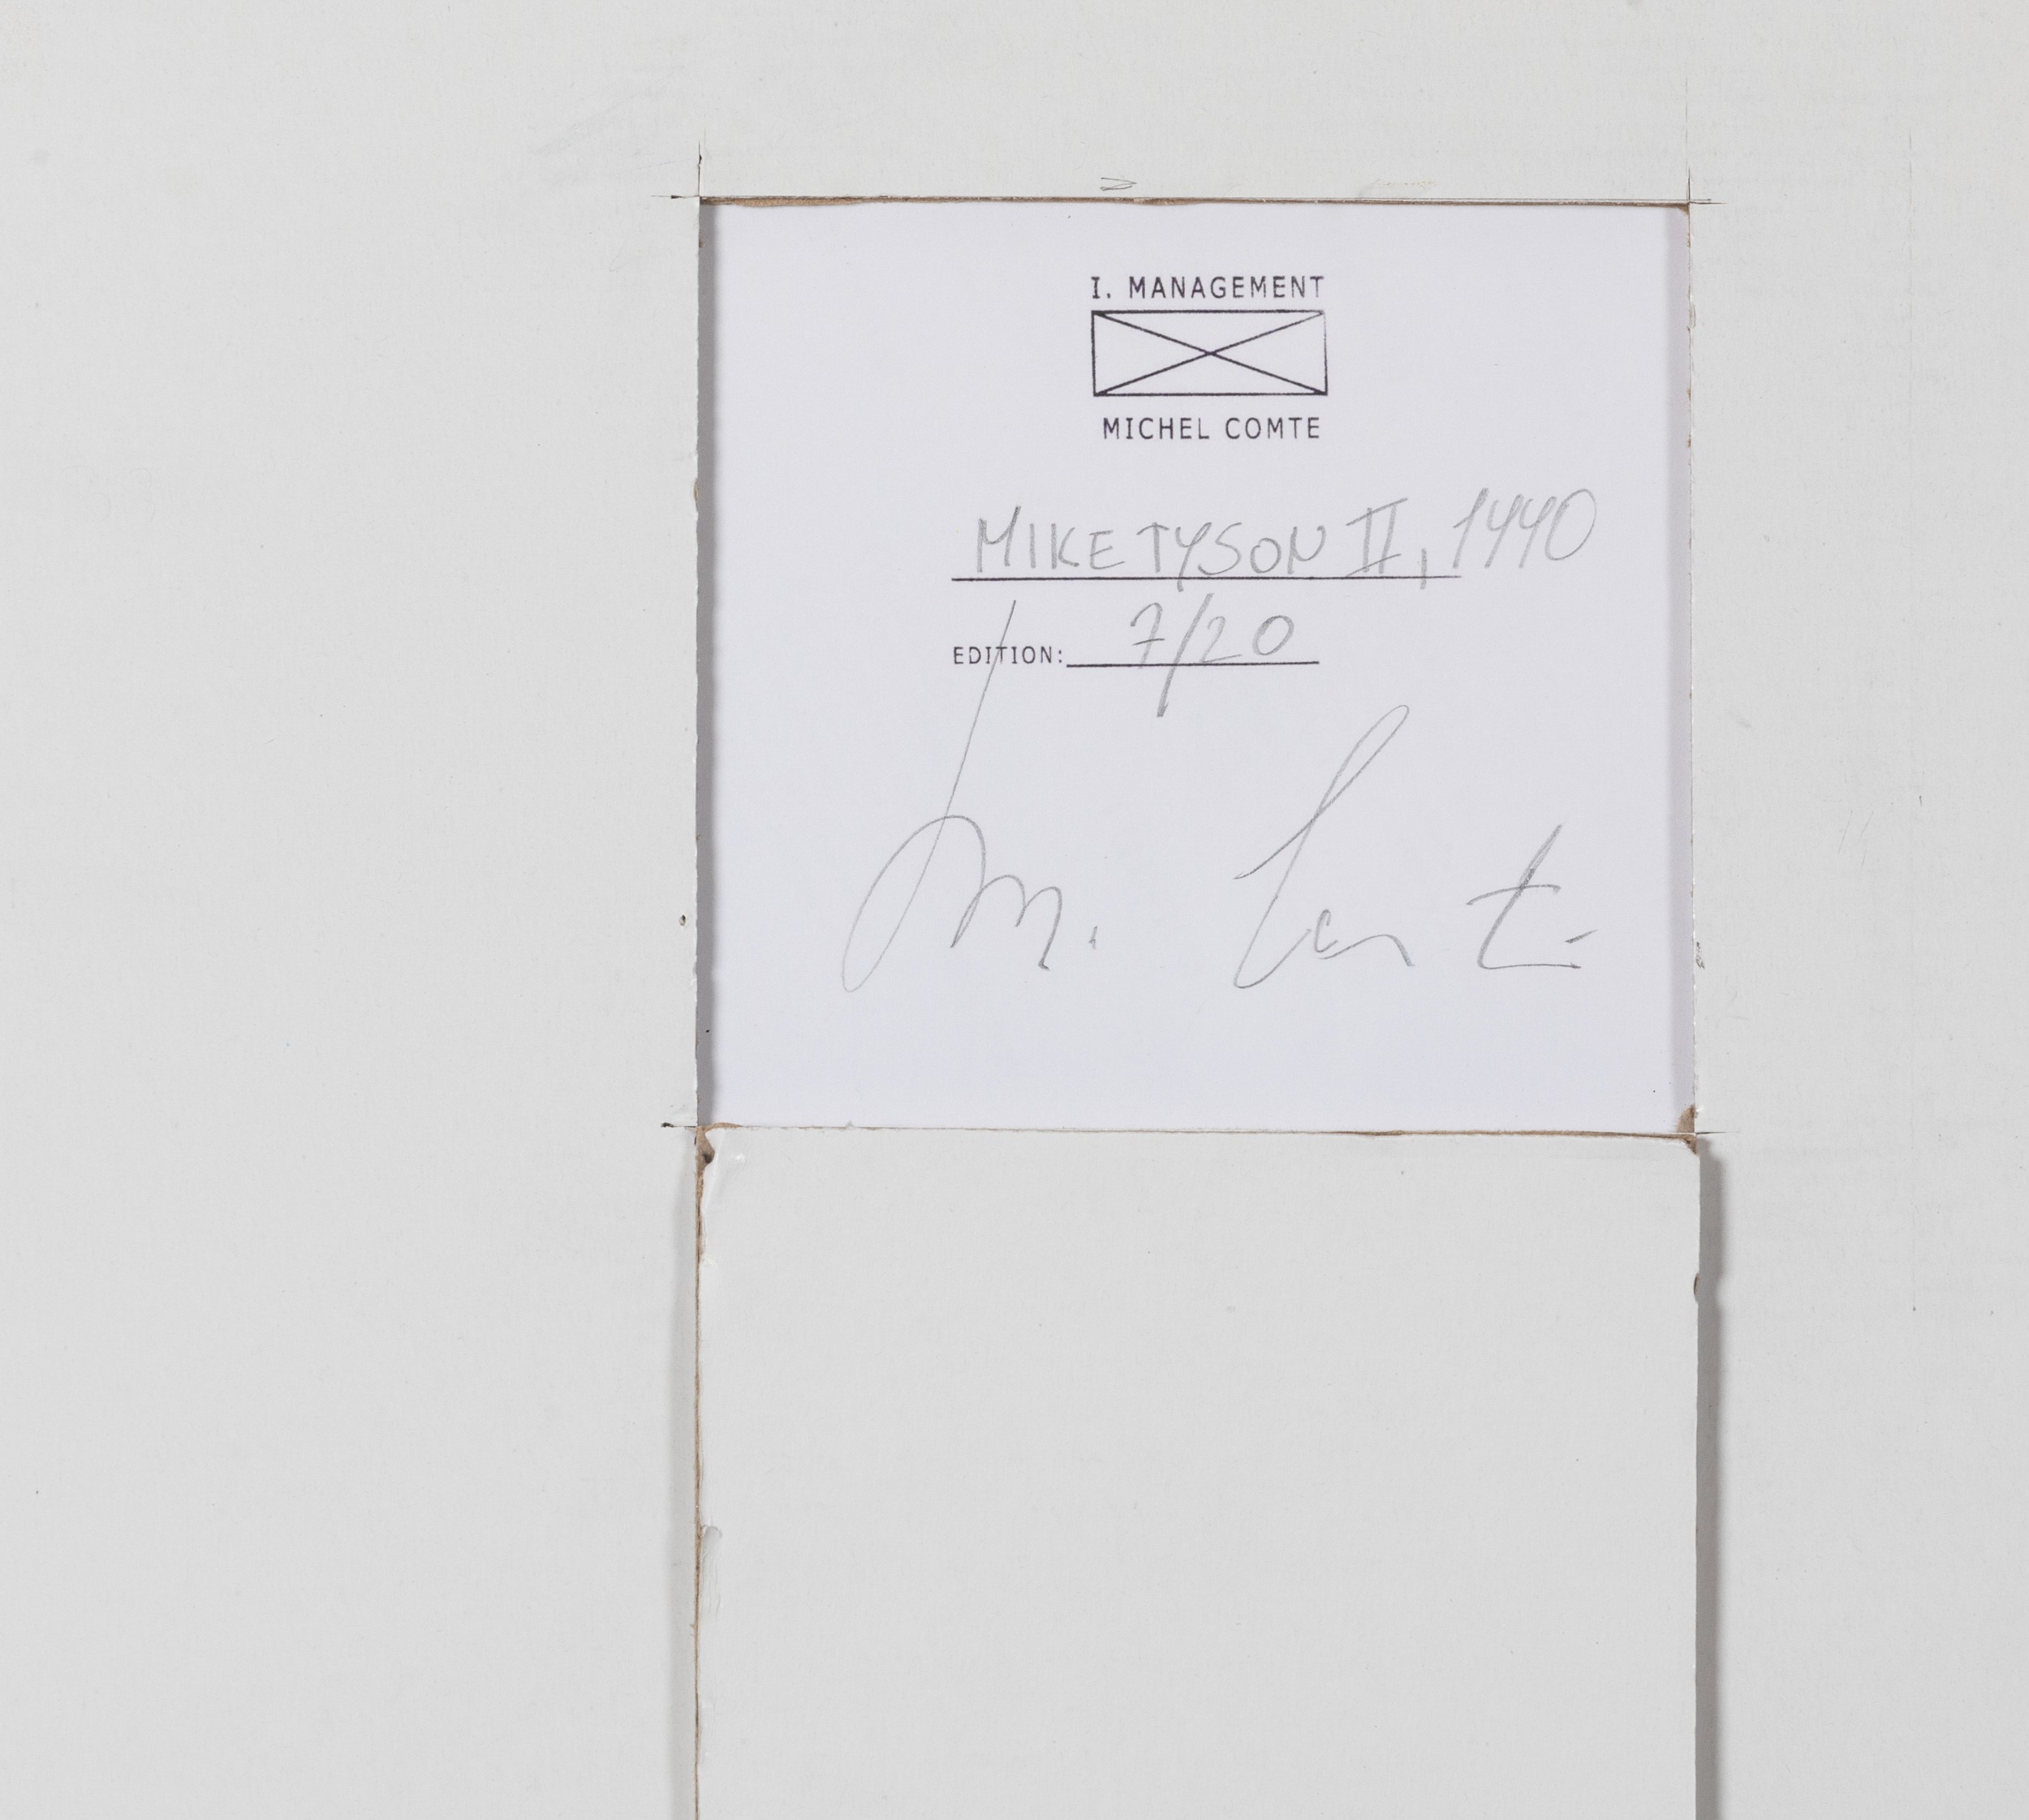 I. MANAGEMENT
MICHEL COMTE
MIKE TYSON II, 1990
EDITION: 7/20
M. Comte